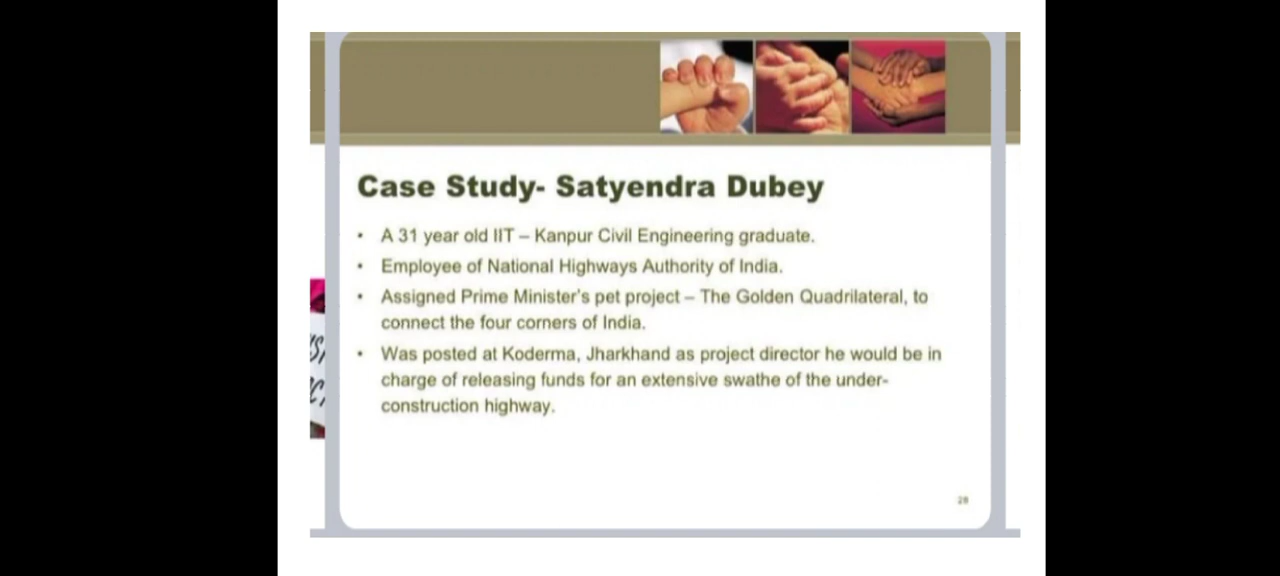 Case Study- Satyendra Dubey
• A 31 year old IIT – Kanpur Civil Engineering graduate.
• Employee of National Highways Authority of India.
• Assigned Prime Minister's pet project – The Golden Quadrilateral, to
connect the four corners of India.
• Was posted at Koderma, Jharkhand as project director he would be in
charge of releasing funds for an extensive swathe of the under-
construction highway.
28